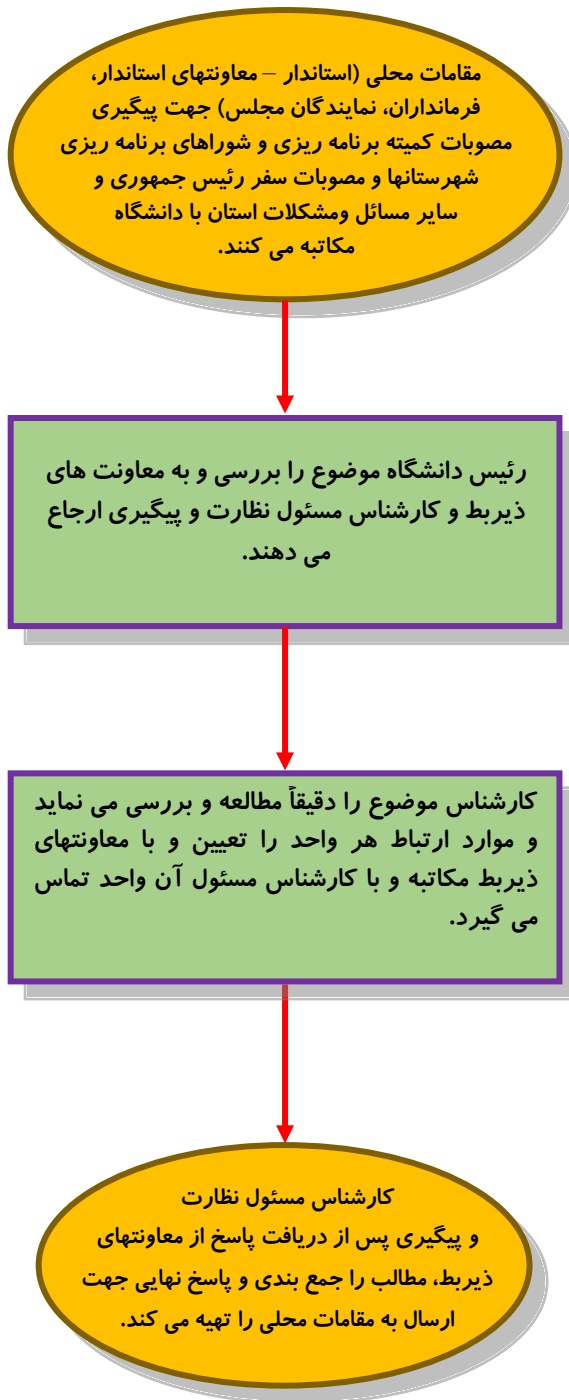 مقامات محلی (استاندار – معاونتهای استاندار،
فرمانداران، نمایندگان مجلس) جهت پیگیری
مصوبات کمیته برنامه ریزی و شوراهای برنامه ریزی
شهرستانها و مصوبات سفر رئیس جمهوری و
سایر مسائل ومشکلات استان با دانشگاه
مکاتبه می کنند.
رئیس دانشگاه موضوع را بررسی و به معاونت های
ذیربط و کارشناس مسئول نظارت و پیگیری ارجاع
می دهند.
کارشناس موضوع را دقیقاً مطالعه و بررسی می نماید
و موارد ارتباط هر واحد را تعیین و با معاونتهای
ذیربط مکاتبه و با کارشناس مسئول آن واحد تماس
می گیرد.
کارشناس مسئول نظارت
و پیگیری پس از دریافت پاسخ از معاونتهای
ذیربط، مطالب را جمع بندی و پاسخ نهایی جهت
ارسال به مقامات محلی را تهیه می کند.